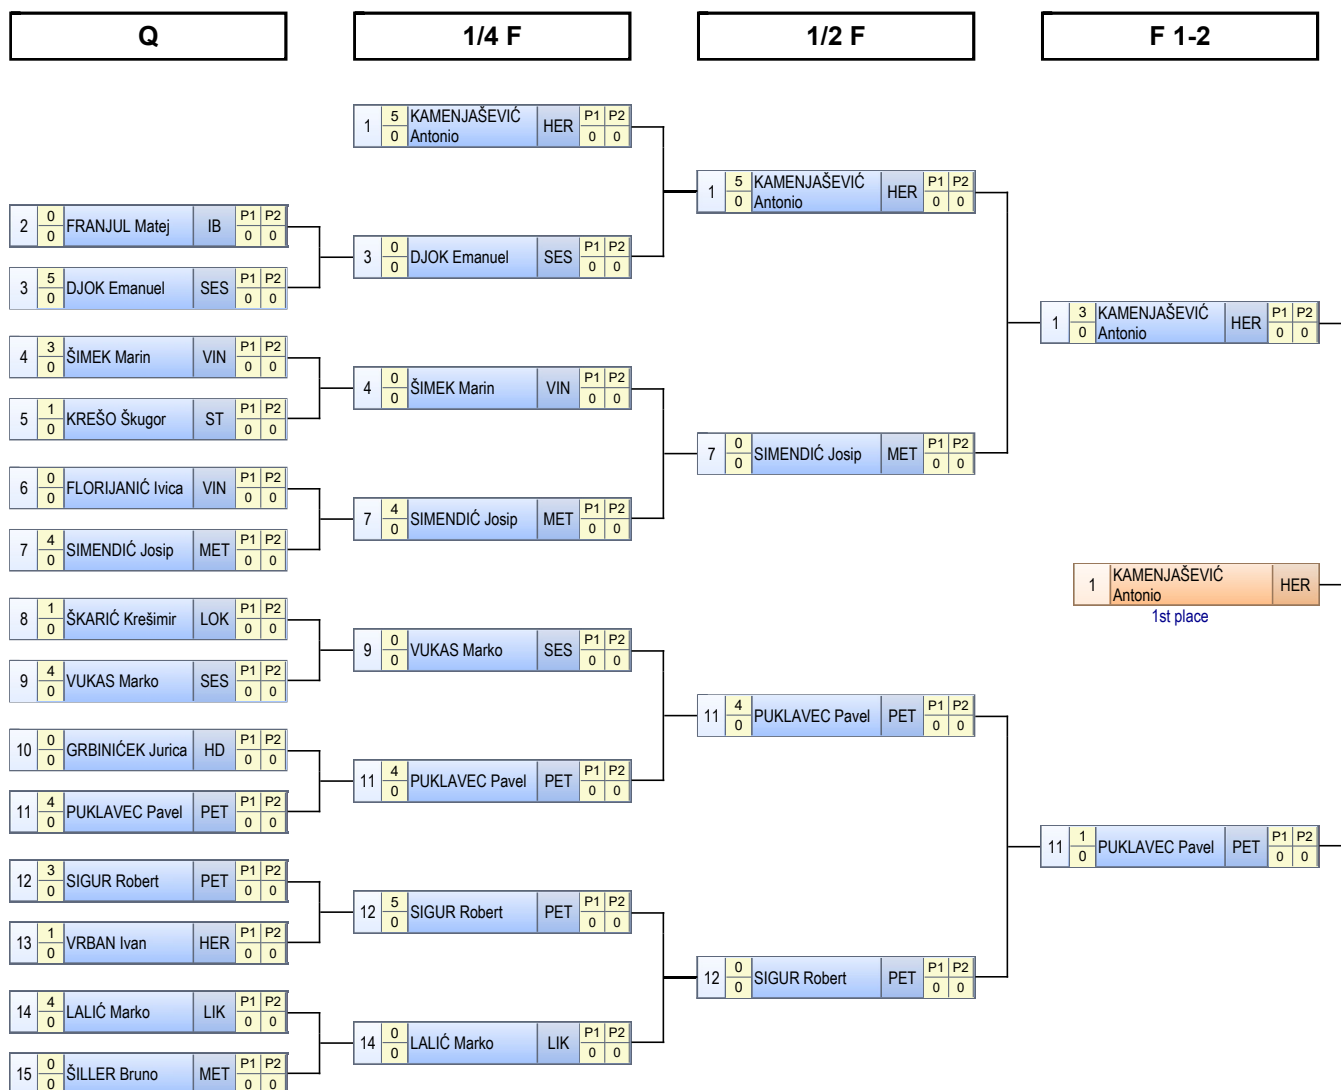 Q
1/4 F
1/2 F
F 1-2
2 0 0 FRANJUL Matej IB P1 P2 0 0
3 5 0 DJOK Emanuel SES P1 P2 0 0
4 3 0 ŠIMEK Marin VIN P1 P2 0 0
5 1 0 KREŠO Škugor ST P1 P2 0 0
6 0 0 FLORIJANIĆ Ivica VIN P1 P2 0 0
7 4 0 SIMENDIĆ Josip MET P1 P2 0 0
8 1 0 ŠKARIĆ Krešimir LOK P1 P2 0 0
9 4 0 VUKAS Marko SES P1 P2 0 0
10 0 0 GRBINIĆEK Jurica HD P1 P2 0 0
11 4 0 PUKLAVEC Pavel PET P1 P2 0 0
12 3 0 SIGUR Robert PET P1 P2 0 0
13 1 0 VRBAN Ivan HER P1 P2 0 0
14 4 0 LALIĆ Marko LIK P1 P2 0 0
15 0 0 ŠILLER Bruno MET P1 P2 0 0
1 5 0 KAMENJAŠEVIĆ
Antonio HER P1 P2 0 0
3 0 0 DJOK Emanuel SES P1 P2 0 0
4 0 0 ŠIMEK Marin VIN P1 P2 0 0
7 4 0 SIMENDIĆ Josip MET P1 P2 0 0
9 0 0 VUKAS Marko SES P1 P2 0 0
11 4 0 PUKLAVEC Pavel PET P1 P2 0 0
12 5 0 SIGUR Robert PET P1 P2 0 0
14 0 0 LALIĆ Marko LIK P1 P2 0 0
1 5 0 KAMENJAŠEVIĆ
Antonio HER P1 P2 0 0
7 0 0 SIMENDIĆ Josip MET P1 P2 0 0
11 4 0 PUKLAVEC Pavel PET P1 P2 0 0
12 0 0 SIGUR Robert PET P1 P2 0 0
1 3 0 KAMENJAŠEVIĆ
Antonio HER P1 P2 0 0
1 KAMENJAŠEVIĆ
Antonio HER
1st place
11 1 0 PUKLAVEC Pavel PET P1 P2 0 0